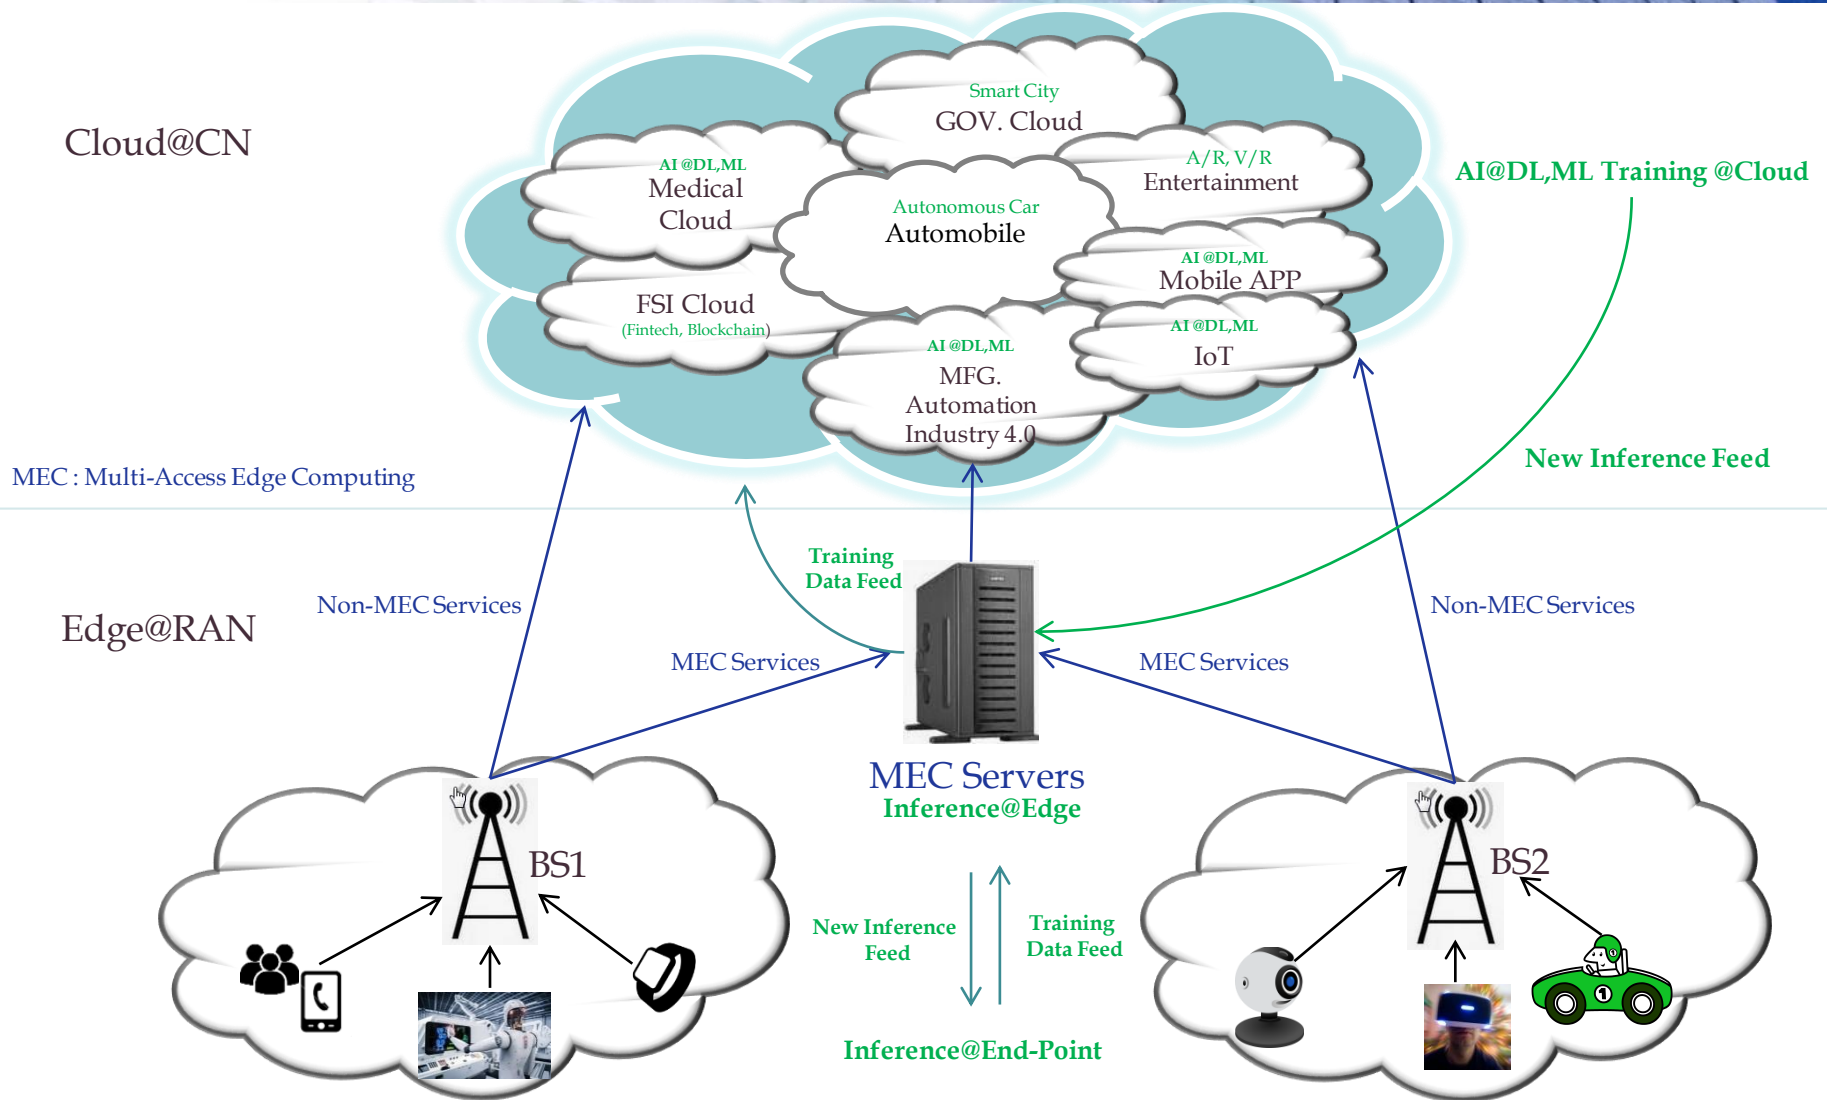 Smart City
GOV. Cloud
Cloud@CN
AI@DL,ML
Medical
Cloud
A/R, V/R
Entertainment
AI@DL,ML Training @Cloud
Autonomous Car
Automobile
AI@DL,ML
Mobile APP
FSI Cloud
(Fintech, Blockchain)
AI@DL,ML
IoT
AI@DL,ML
MFG.
Automation
Industry 4.0
New Inference Feed
MEC : Multi-Access Edge Computing
Training
Data Feed
Edge@RAN
Non-MEC Services
Non-MEC Services
MEC Services
MEC Services
MEC Servers
Inference@Edge
BS1
BS2
New Inference
Feed
Training
Data Feed
1
1
Inference@End-Point